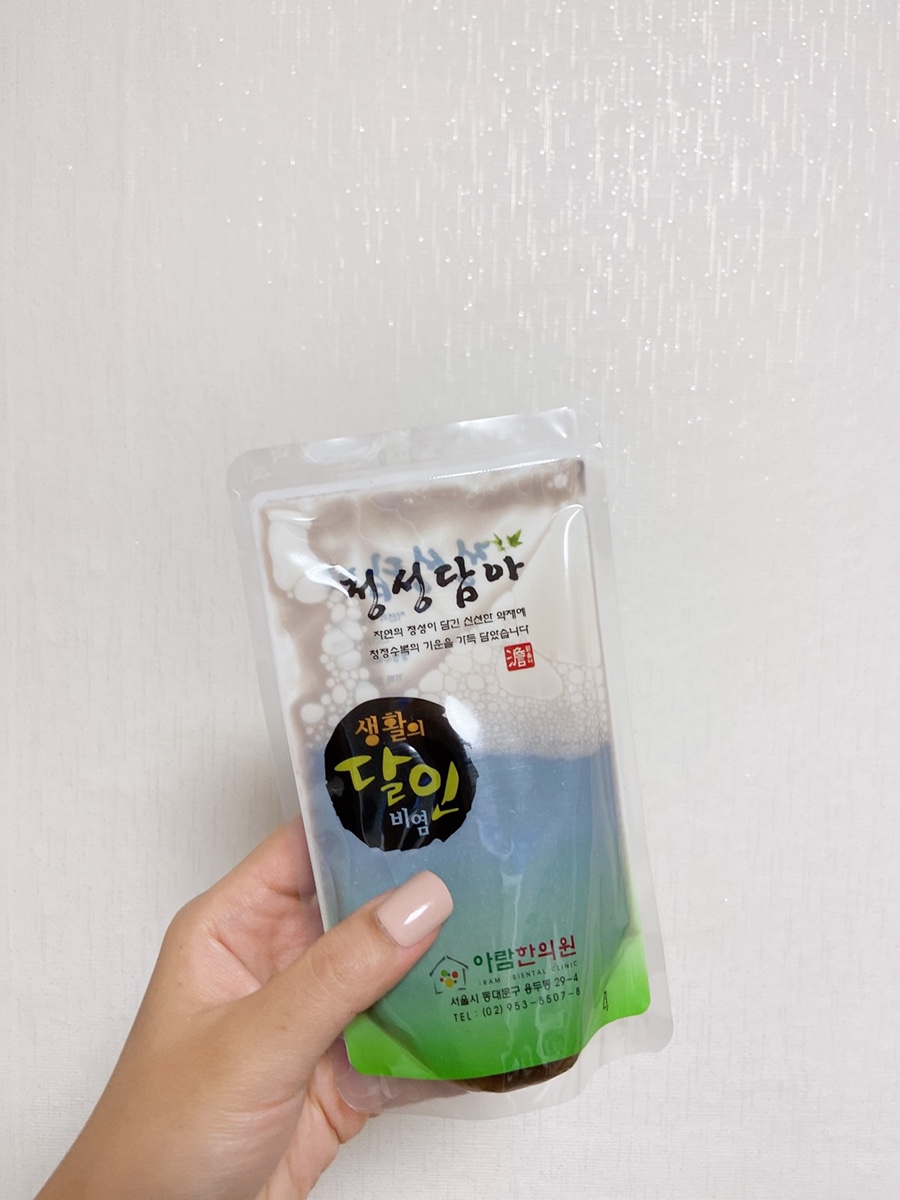 정성담아
자연의 정성이 담긴 신선한 약재에
정정수복의 기운을 가득 담았습니다
澹
생활의
달인
비염
아람한의원
ARAM ORIENTAL CLINIC
서울시 동대문구 용두동 29-4
TEL : (02) 953-5507-8